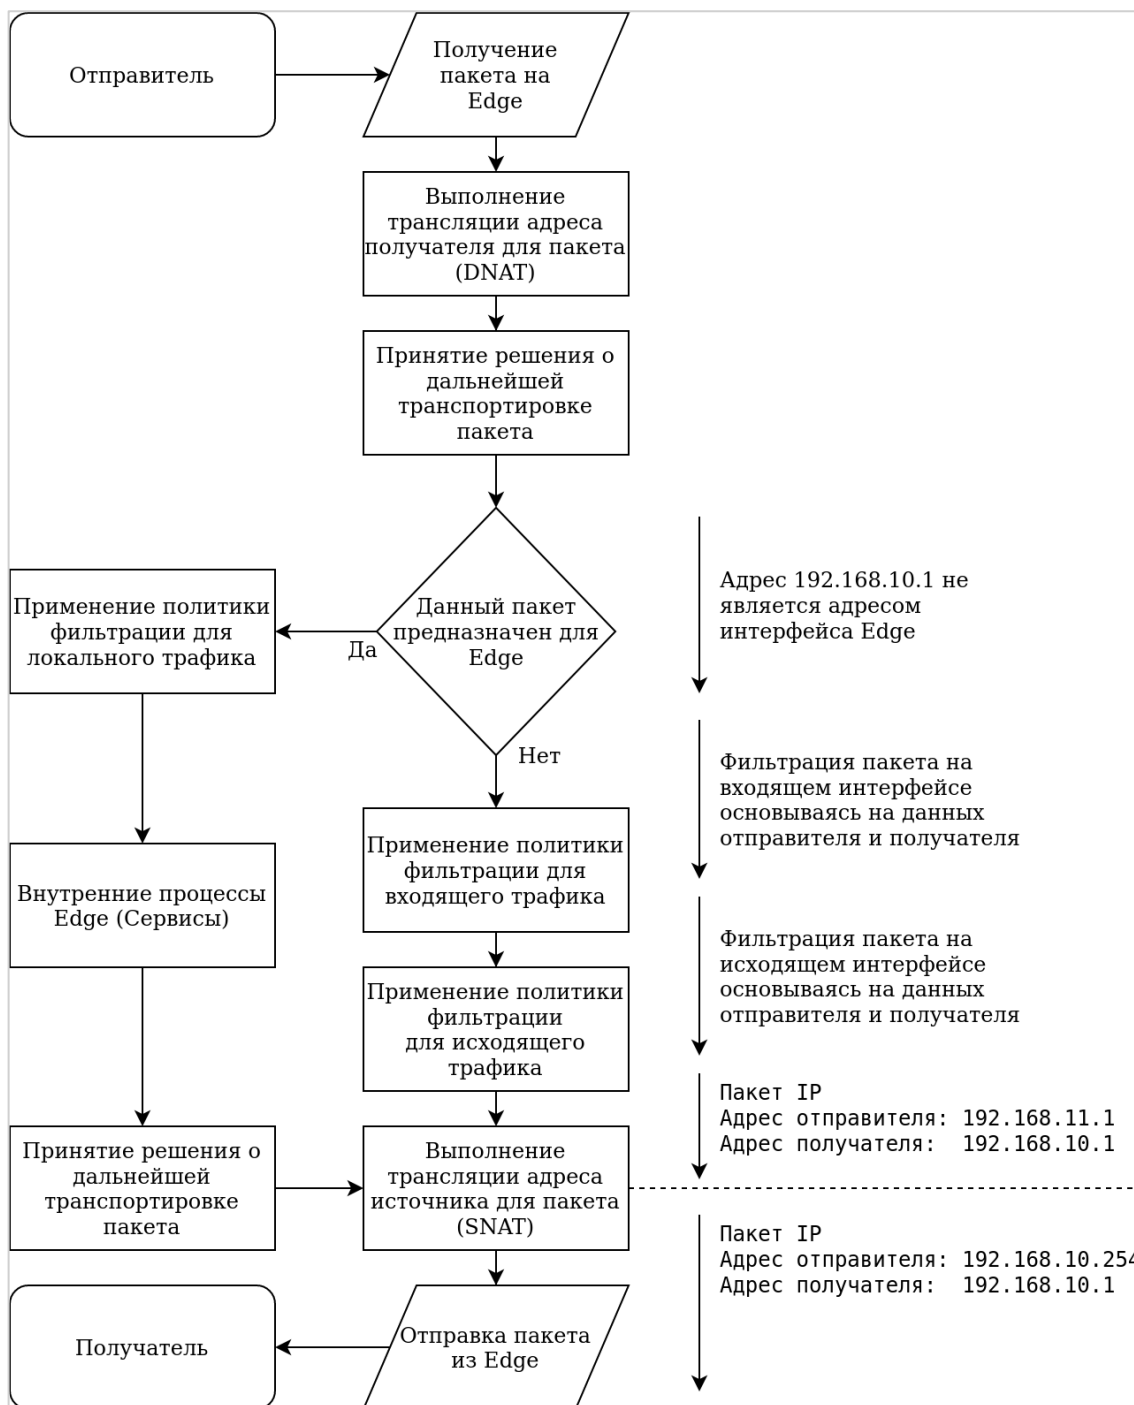 Отправитель
Получение
пакета на
Edge
Выполнение
трансляции адреса
получателя для пакета
(DNAT)
Принятие решения о
дальнейшей
транспортировке
пакета
Данный пакет
предназначен для
Edge
Да
Нет
Адрес 192.168.10.1 не
является адресом
интерфейса Edge
Применение политики
фильтрации для
локального трафика
Фильтрация пакета на
входящем интерфейсе
основываясь на данных
отправителя и получателя
Применение политики
фильтрации для
входящего трафика
Внутренние процессы
Edge (Сервисы)
Фильтрация пакета на
исходящем интерфейсе
основываясь на данных
отправителя и получателя
Применение политики
фильтрации
для исходящего
трафика
Пакет IP
Адрес отправителя: 192.168.11.1
Адрес получателя:  192.168.10.1
Принятие решения о
дальнейшей
транспортировке
пакета
Выполнение
трансляции адреса
источника для пакета
(SNAT)
Пакет IP
Адрес отправителя: 192.168.10.254
Адрес получателя:  192.168.10.1
Получатель
Отправка пакета
из Edge